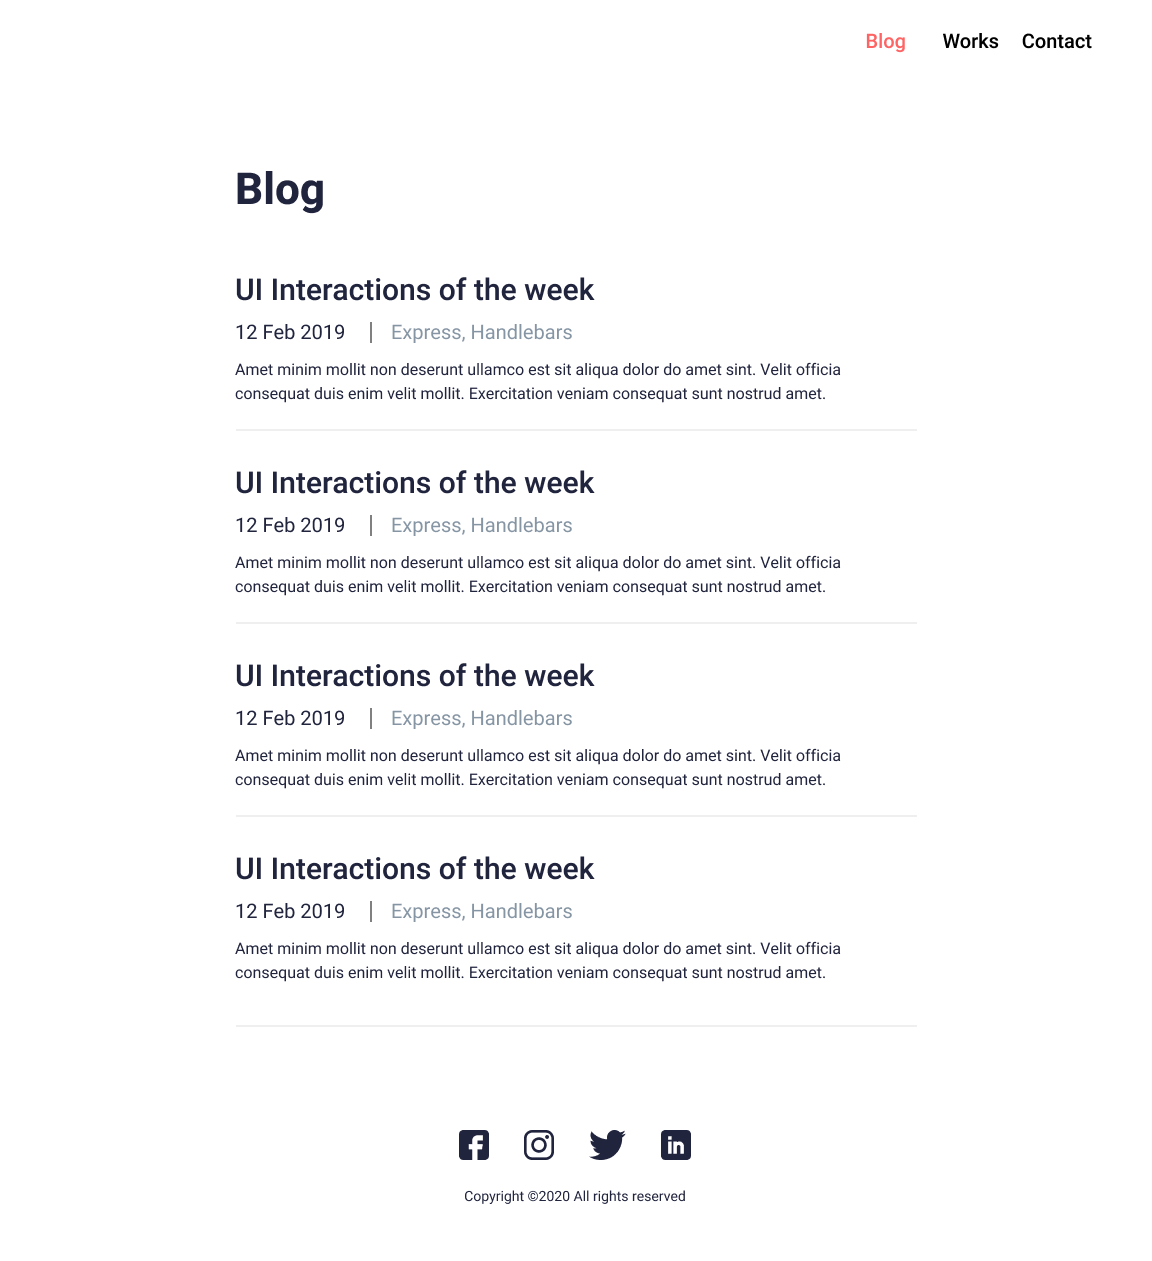 Blog Works Contact
Blog
UI Interactions of the week
12 Feb 2019 | Express, Handlebars
Amet minim mollit non deserunt ullamco est sit aliqua dolor do amet sint. Velit officia
consequat duis enim velit mollit. Exercitation veniam consequat sunt nostrud amet.
UI Interactions of the week
12 Feb 2019 | Express, Handlebars
Amet minim mollit non deserunt ullamco est sit aliqua dolor do amet sint. Velit officia
consequat duis enim velit mollit. Exercitation veniam consequat sunt nostrud amet.
UI Interactions of the week
12 Feb 2019 | Express, Handlebars
Amet minim mollit non deserunt ullamco est sit aliqua dolor do amet sint. Velit officia
consequat duis enim velit mollit. Exercitation veniam consequat sunt nostrud amet.
UI Interactions of the week
12 Feb 2019 | Express, Handlebars
Amet minim mollit non deserunt ullamco est sit aliqua dolor do amet sint. Velit officia
consequat duis enim velit mollit. Exercitation veniam consequat sunt nostrud amet.
Copyright ©2020 All rights reserved